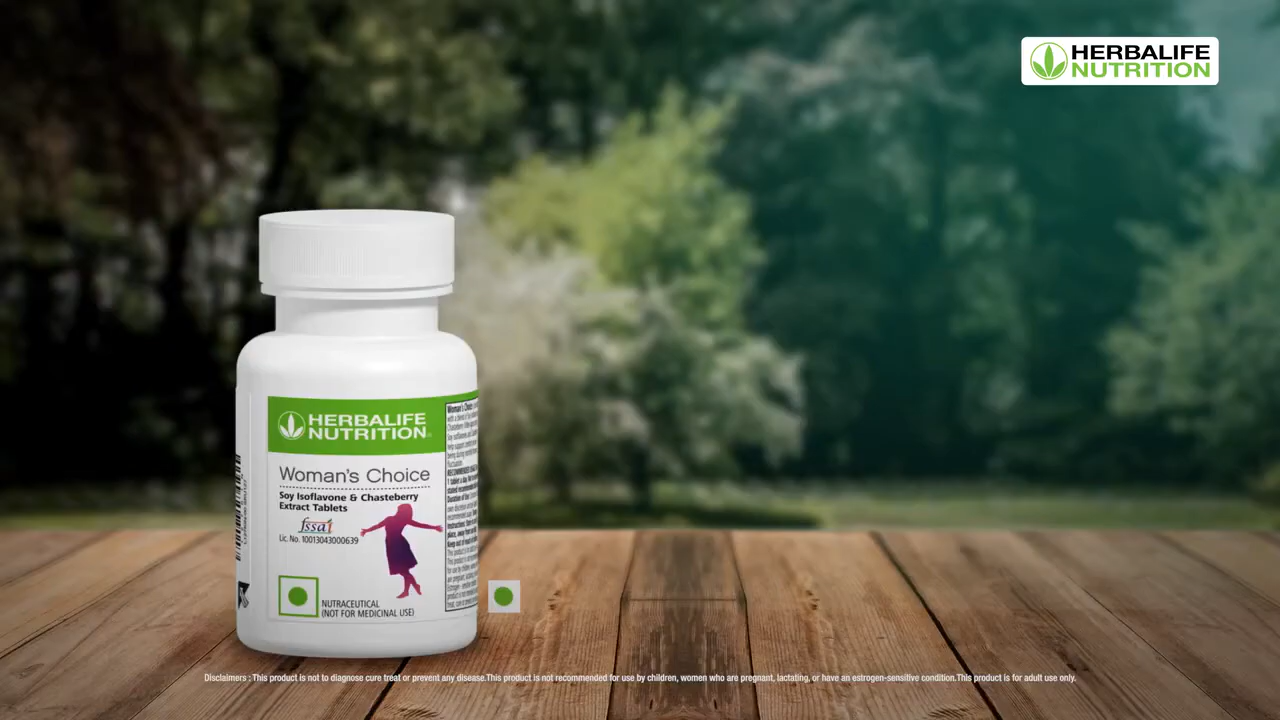 HERBALIFE
NUTRITION
HERBALIFE
NUTRITION
Woman's Choice
Soy Isoflavone & Chasteberry
Extract Tablets
fssai
Lic. No. 10013043000639
NUTRACEUTICAL
(NOT FOR MEDICINAL USE)
Woman's Choice
Disclaimers : This product is not to diagnose cure treat or prevent any disease.This product is not recommended for use by children, women who are pregnant, lactating, or have an estrogen-sensitive condition.This product is for adult use only.